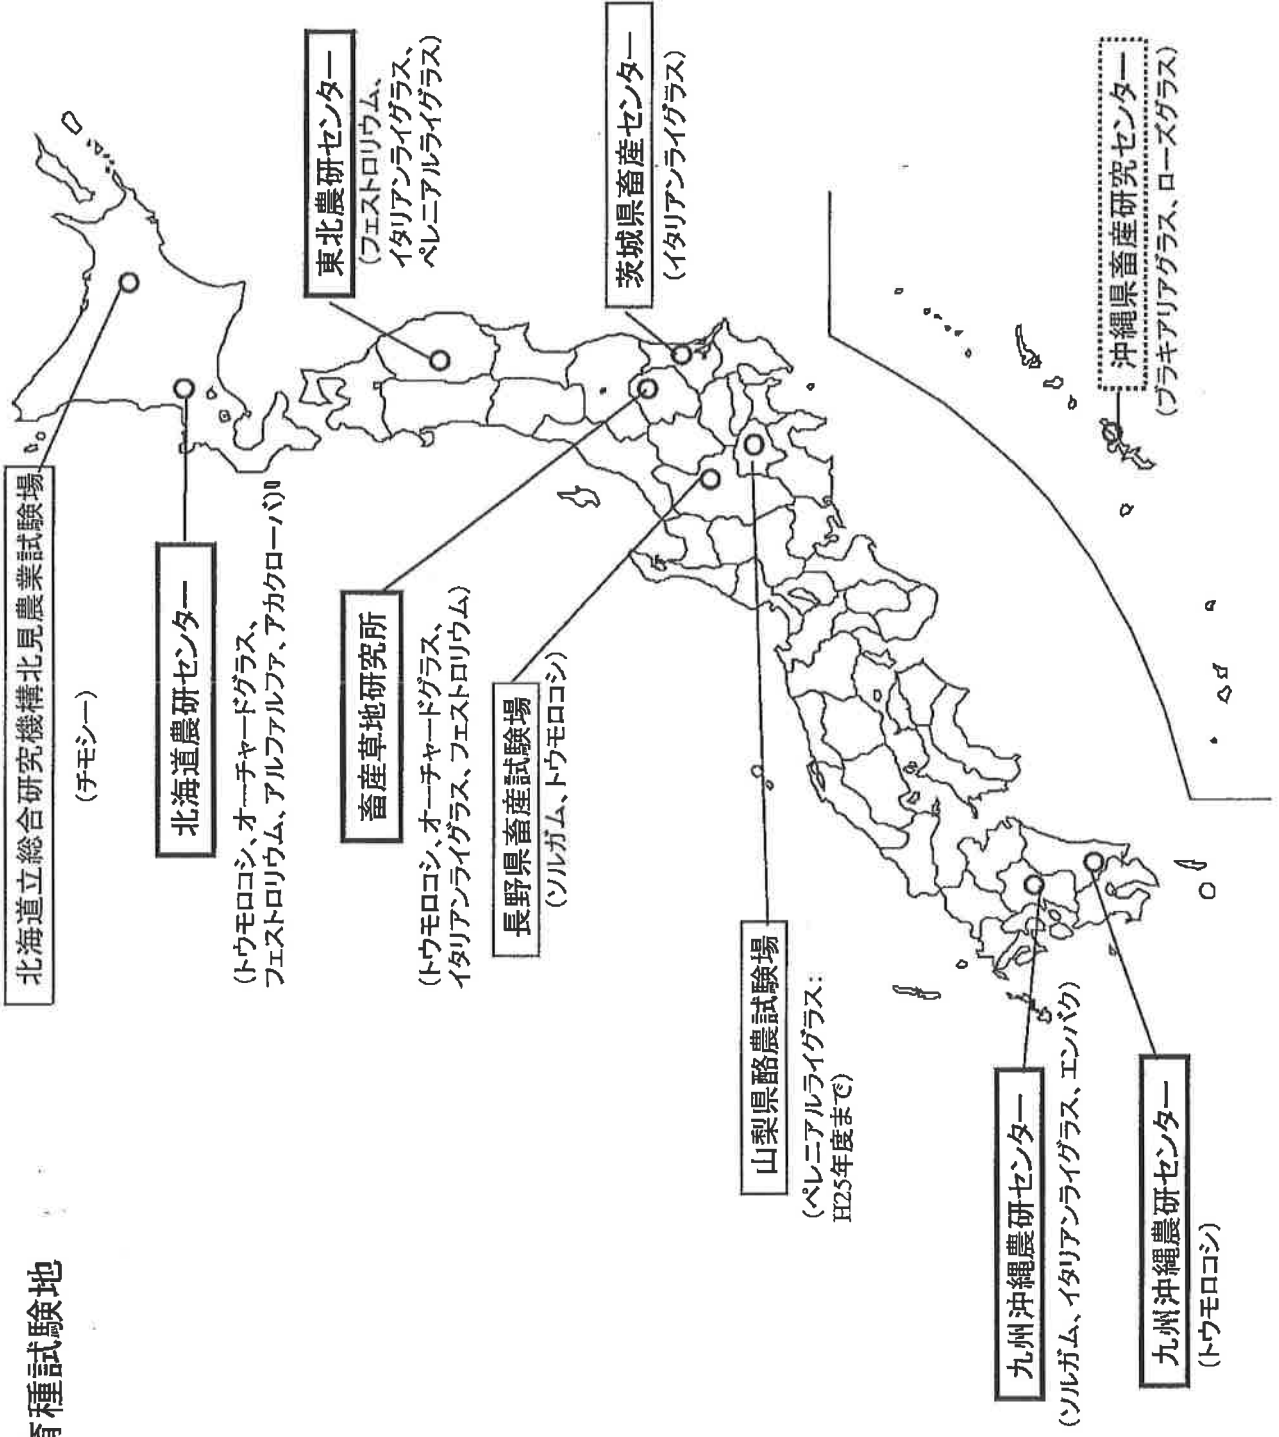 育種試験地
北海道立総合研究機構北見農業試験場
(チモシー)
北海道農研センター
(トウモロコシ、オーチャードグラス、
フェストロリウム、アルファルファ、アカクローバ)
畜産草地研究所
(トウモロコシ、オーチャードグラス、
イタリアンライグラス、フェストロリウム)
長野県畜産試験場
(ソルガム、トウモロコシ)
山梨県酪農試験場
(ペレニアルライグラス:
H25年度まで)
九州沖縄農研センター
(ソルガム、イタリアンライグラス、エンバク)
九州沖縄農研センター
(トウモロコシ)
東北農研センター
(フェストロリウム、
イタリアンライグラス、
ペレニアルライグラス)
茨城県畜産センター
(イタリアンライグラス)
沖縄県畜産研究センター
(ブラキアリアグラス、ローズグラス)